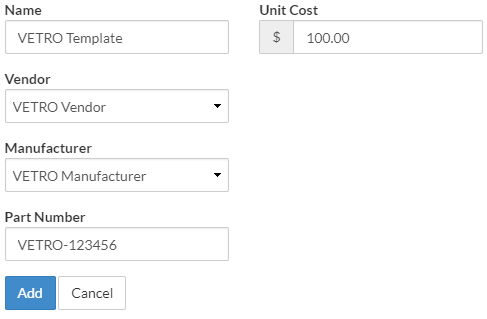 Name
VETRO Template
Unit Cost
$ 100.00
Vendor
VETRO Vendor
Manufacturer
VETRO Manufacturer
Part Number
VETRO-123456
Add Cancel